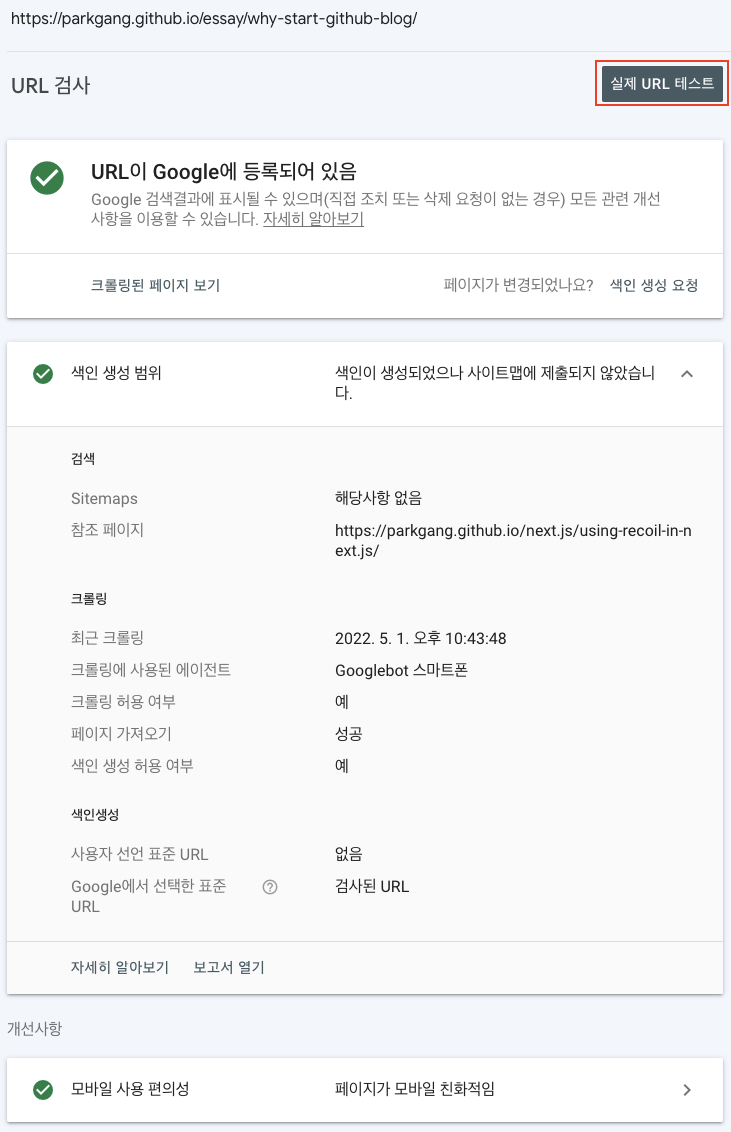 https://parkgang.github.io/essay/why-start-github-blog/
URL 검사
실제 URL 테스트
URL이 Google에 등록되어 있음
Google 검색결과에 표시될 수 있으며(직접 조치 또는 삭제 요청이 없는 경우) 모든 관련 개선
사항을 이용할 수 있습니다. 자세히 알아보기
크롤링된 페이지 보기
페이지가 변경되었나요? 색인 생성 요청
색인 생성 범위
색인이 생성되었으나 사이트맵에 제출되지 않았습니
다.
검색
Sitemaps
해당사항 없음
참조 페이지
https://parkgang.github.io/next.js/using-recoil-in-n
ext.js/
크롤링
최근 크롤링
2022. 5. 1. 오후 10:43:48
크롤링에 사용된 에이전트
Googlebot 스마트폰
크롤링 허용 여부
예
페이지 가져오기
성공
색인 생성 허용 여부
예
색인생성
사용자 선언 표준 URL
없음
Google에서 선택한 표준
URL
검사된 URL
자세히 알아보기
보고서 열기
개선사항
모바일 사용 편의성
페이지가 모바일 친화적임